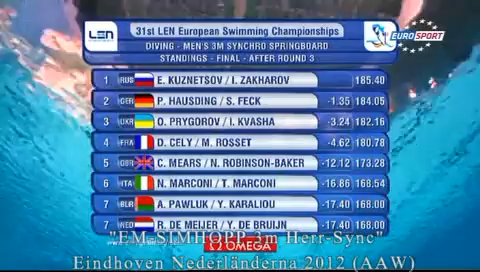 LEN
31st LEN European Swimming Championships
EUROSPORT
DIVING - MEN'S 3M SYNCHRO SPRINGBOARD
STANDINGS - FINAL - AFTER ROUND 3
1 RUS E. KUZNETSOV / I. ZAKHAROV 185.40
2 GER P. HAUSDING / S. FECK -1.35 184.05
3 UKR O. PRYGOROV / I. KVASHA -3.24 182.16
4 FRA D. CELY / M. ROSSET -4.62 180.78
5 GBR C. MEARS / N. ROBINSON-BAKER -12.12 173.28
6 ITA N. MARCONI / T. MARCONI -16.86 168.54
7 BLR A. PAWLUK / Y. KARALIOU -17.40 168.00
7 NED R. DE MEIJER / Y. DE BRUIJN -17.40 168.00
"EM-SIMHOPP 3m Herr-Sync"
Ω OMEGA
Eindhoven Nederländerna 2012 (AAW)